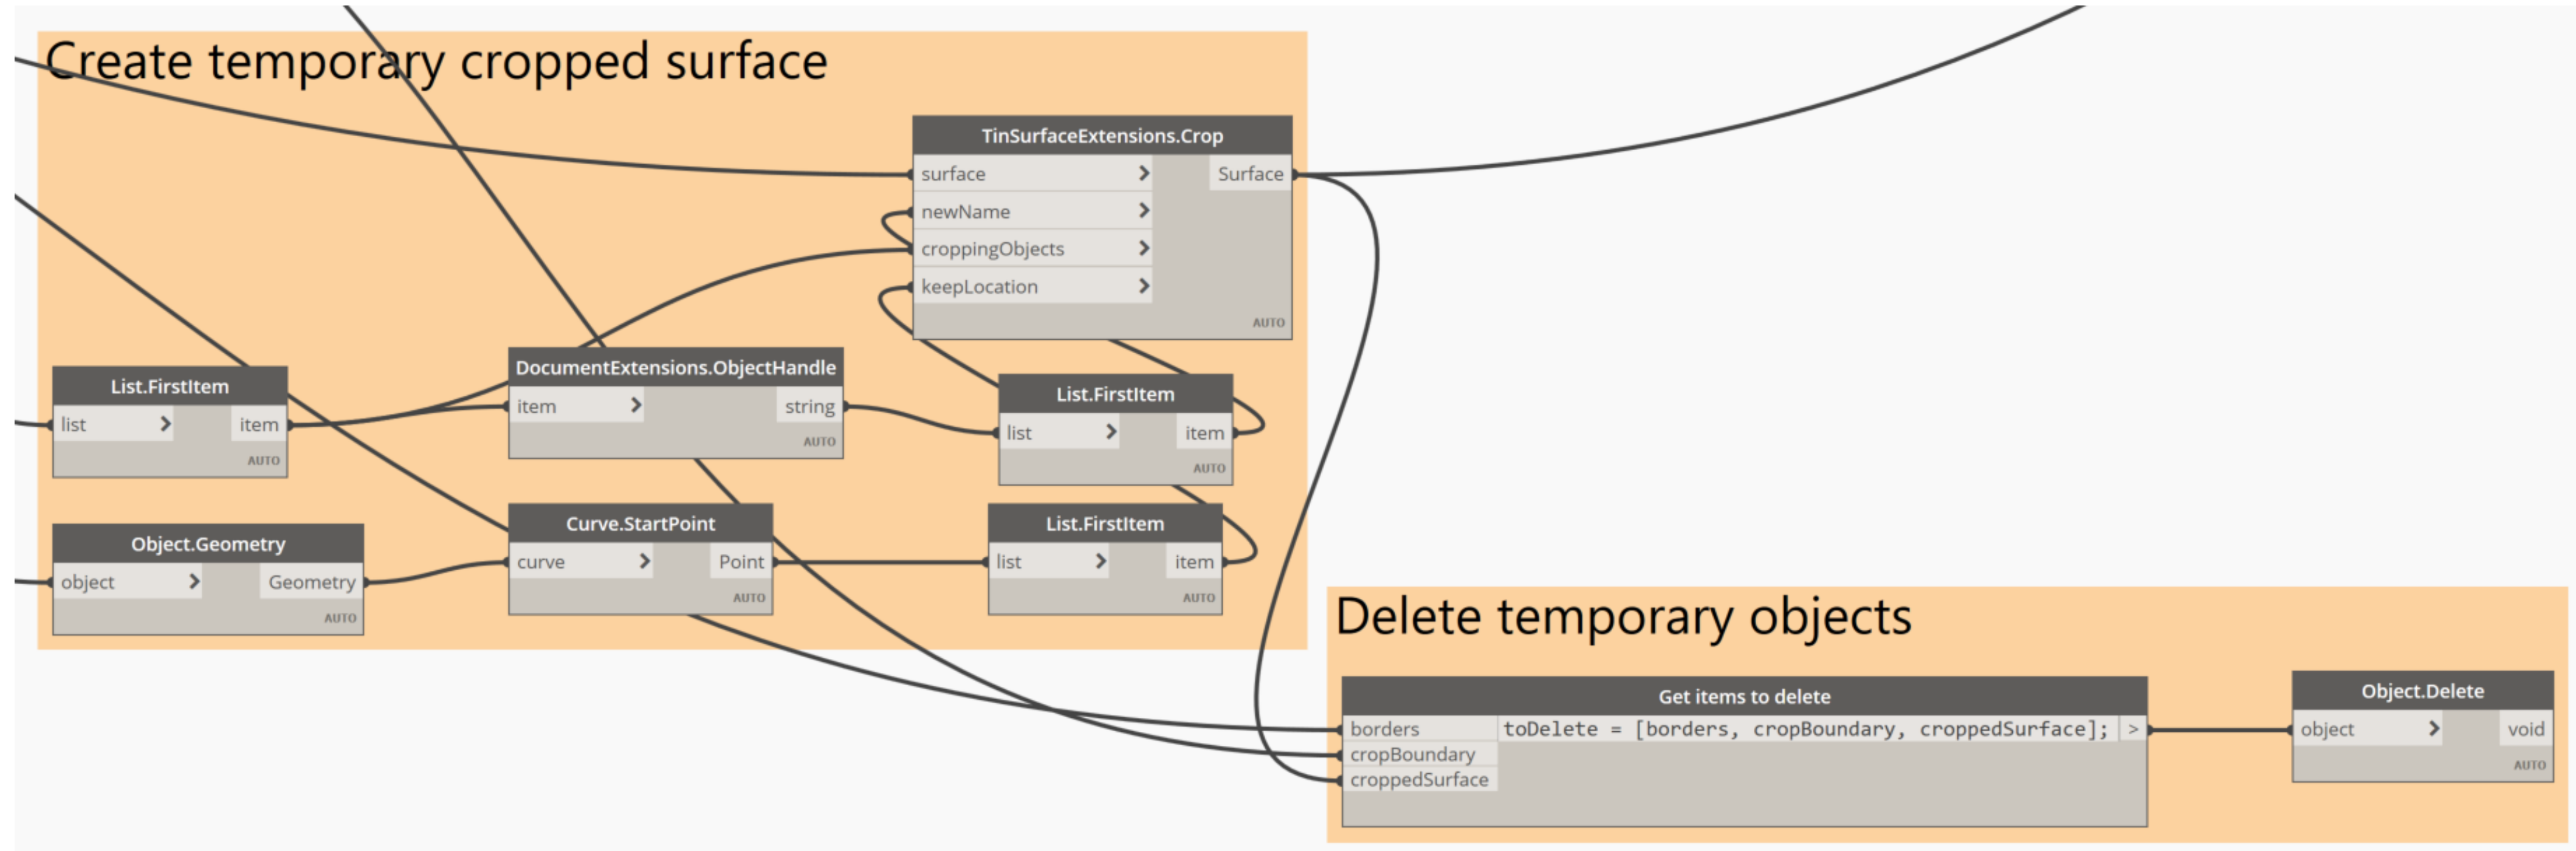 Create temporary cropped surface
TinSurfaceExtensions.Crop
surface > Surface
newName >
croppingObjects >
keepLocation >
AUTO
List.FirstItem
list > item
AUTO
DocumentExtensions.ObjectHandle
item > string
AUTO
List.FirstItem
list > item
AUTO
Object.Geometry
object > Geometry
AUTO
Curve.StartPoint
curve > Point
AUTO
List.FirstItem
list > item
AUTO
Delete temporary objects
Get items to delete
borders toDelete = [borders, cropBoundary, croppedSurface]; >
cropBoundary
croppedSurface
Object.Delete
object > void
AUTO